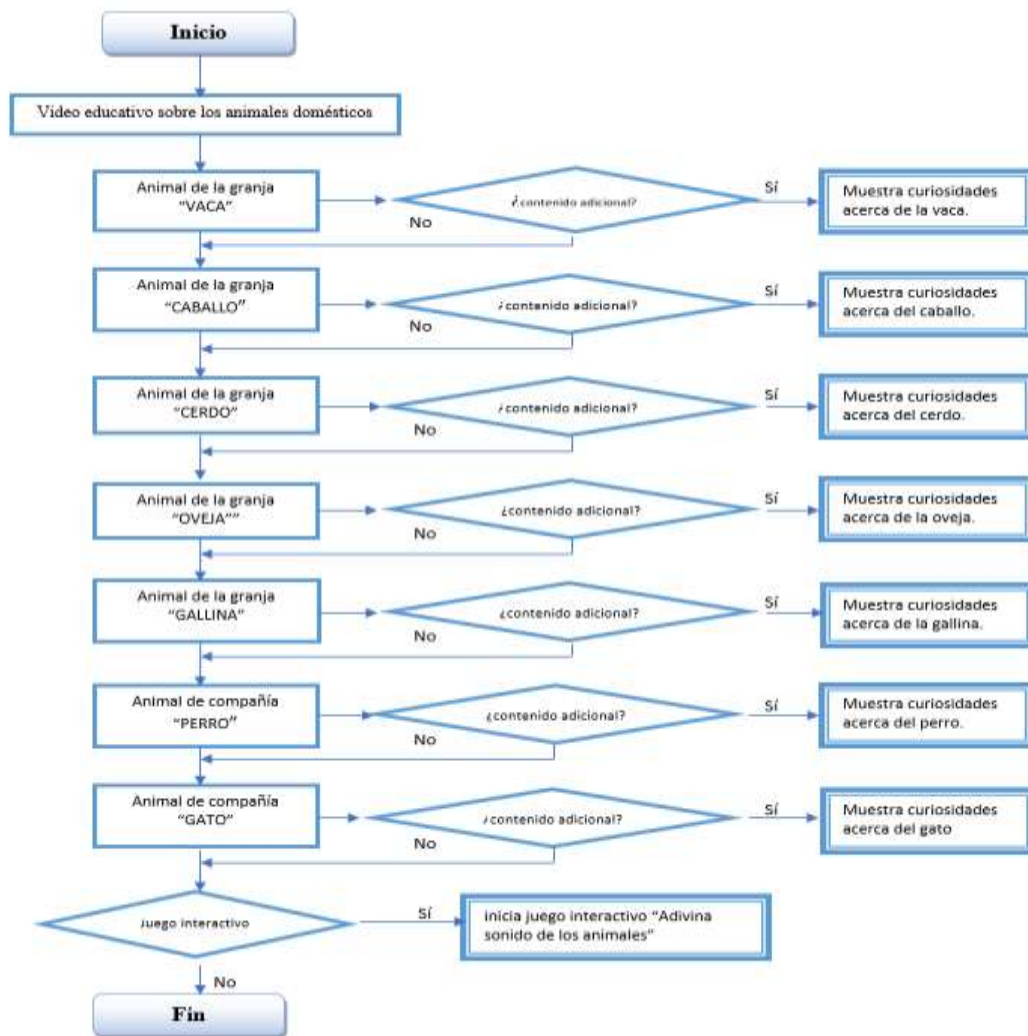 Inicio
Video educativo sobre los animales domésticos
Animal de la granja
“VACA”
¿contenido adicional?
Sí
Muestra curiosidades
acerca de la vaca.
No
Animal de la granja
“CABALLO”
¿contenido adicional?
Sí
Muestra curiosidades
acerca del caballo.
No
Animal de la granja
“CERDO”
¿contenido adicional?
Sí
Muestra curiosidades
acerca del cerdo.
No
Animal de la granja
“OVEJA””
¿contenido adicional?
Sí
Muestra curiosidades
acerca de la oveja.
No
Animal de la granja
“GALLINA”
¿contenido adicional?
Sí
Muestra curiosidades
acerca de la gallina.
No
Animal de compañía
“PERRO”
¿contenido adicional?
Sí
Muestra curiosidades
acerca del perro.
No
Animal de compañía
“GATO”
¿contenido adicional?
Sí
Muestra curiosidades
acerca del gato
No
Juego interactivo
Sí
inicia juego interactivo “Adivina
sonido de los animales”
No
Fin